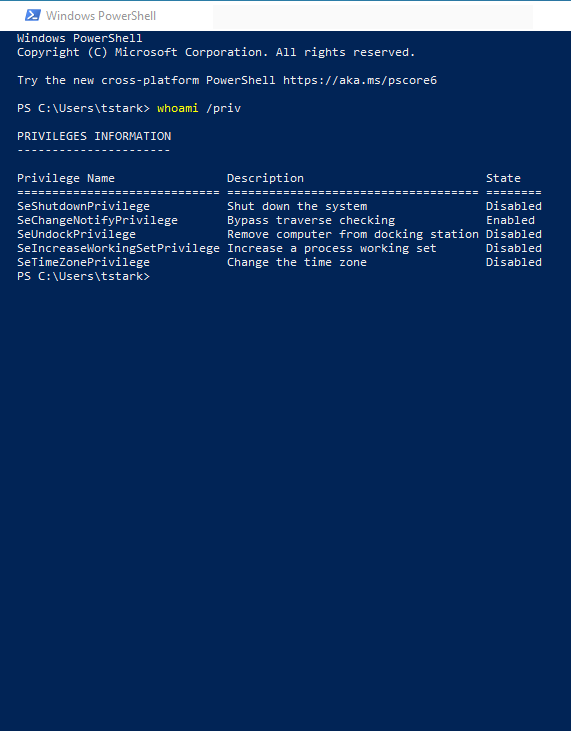 Windows PowerShell
Windows PowerShell
Copyright (C) Microsoft Corporation. All rights reserved.
Try the new cross-platform PowerShell https://aka.ms/pscore6
PS C:\Users\tstark> whoami /priv
PRIVILEGES INFORMATION
----------------------
Privilege Name                Description                          State
============================= ==================================== ========
SeShutdownPrivilege           Shut down the system                 Disabled
SeChangeNotifyPrivilege       Bypass traverse checking             Enabled
SeUndockPrivilege             Remove computer from docking station Disabled
SeIncreaseWorkingSetPrivilege Increase a process working set       Disabled
SeTimeZonePrivilege           Change the time zone                 Disabled
PS C:\Users\tstark>